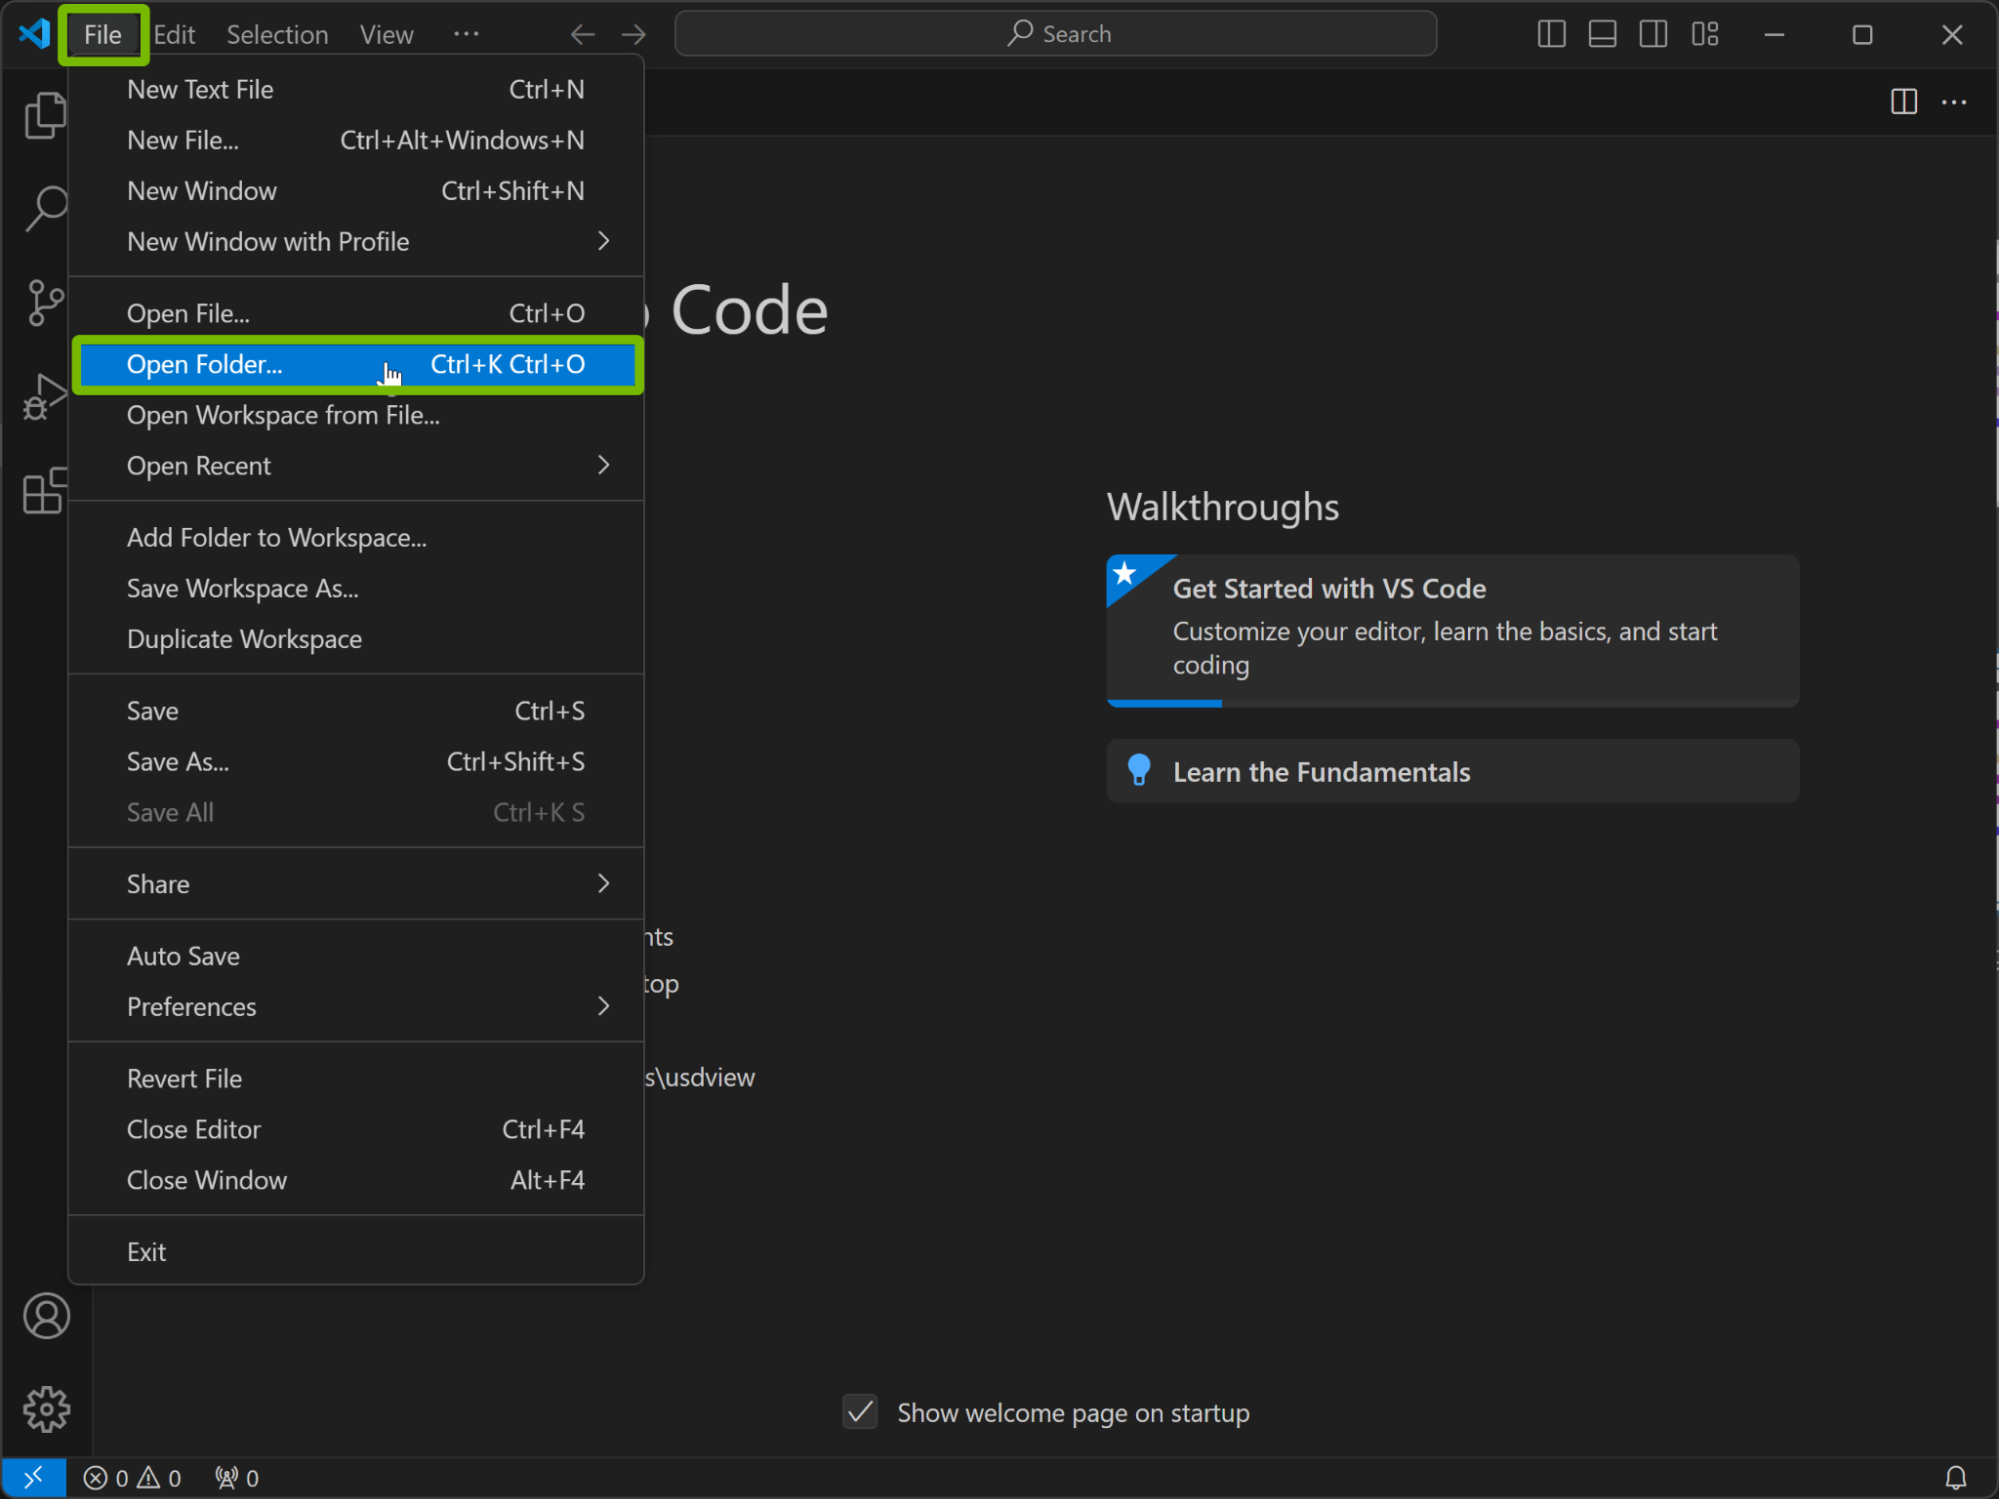 File Edit Selection View ··· Search
New Text File Ctrl+N
New File... Ctrl+Alt+Windows+N
New Window Ctrl+Shift+N
New Window with Profile
Open File... Ctrl+O
Code
Open Folder... Ctrl+K Ctrl+O
Open Workspace from File...
Open Recent
Walkthroughs
Add Folder to Workspace...
Save Workspace As...
Duplicate Workspace
Get Started with VS Code
Customize your editor, learn the basics, and start
coding
Save Ctrl+S
Save As... Ctrl+Shift+S
Save All Ctrl+K S
Learn the Fundamentals
Share
nts
Auto Save
top
Preferences
Revert File
s\usdview
Close Editor Ctrl+F4
Close Window Alt+F4
Exit
Show welcome page on startup
0 0 0